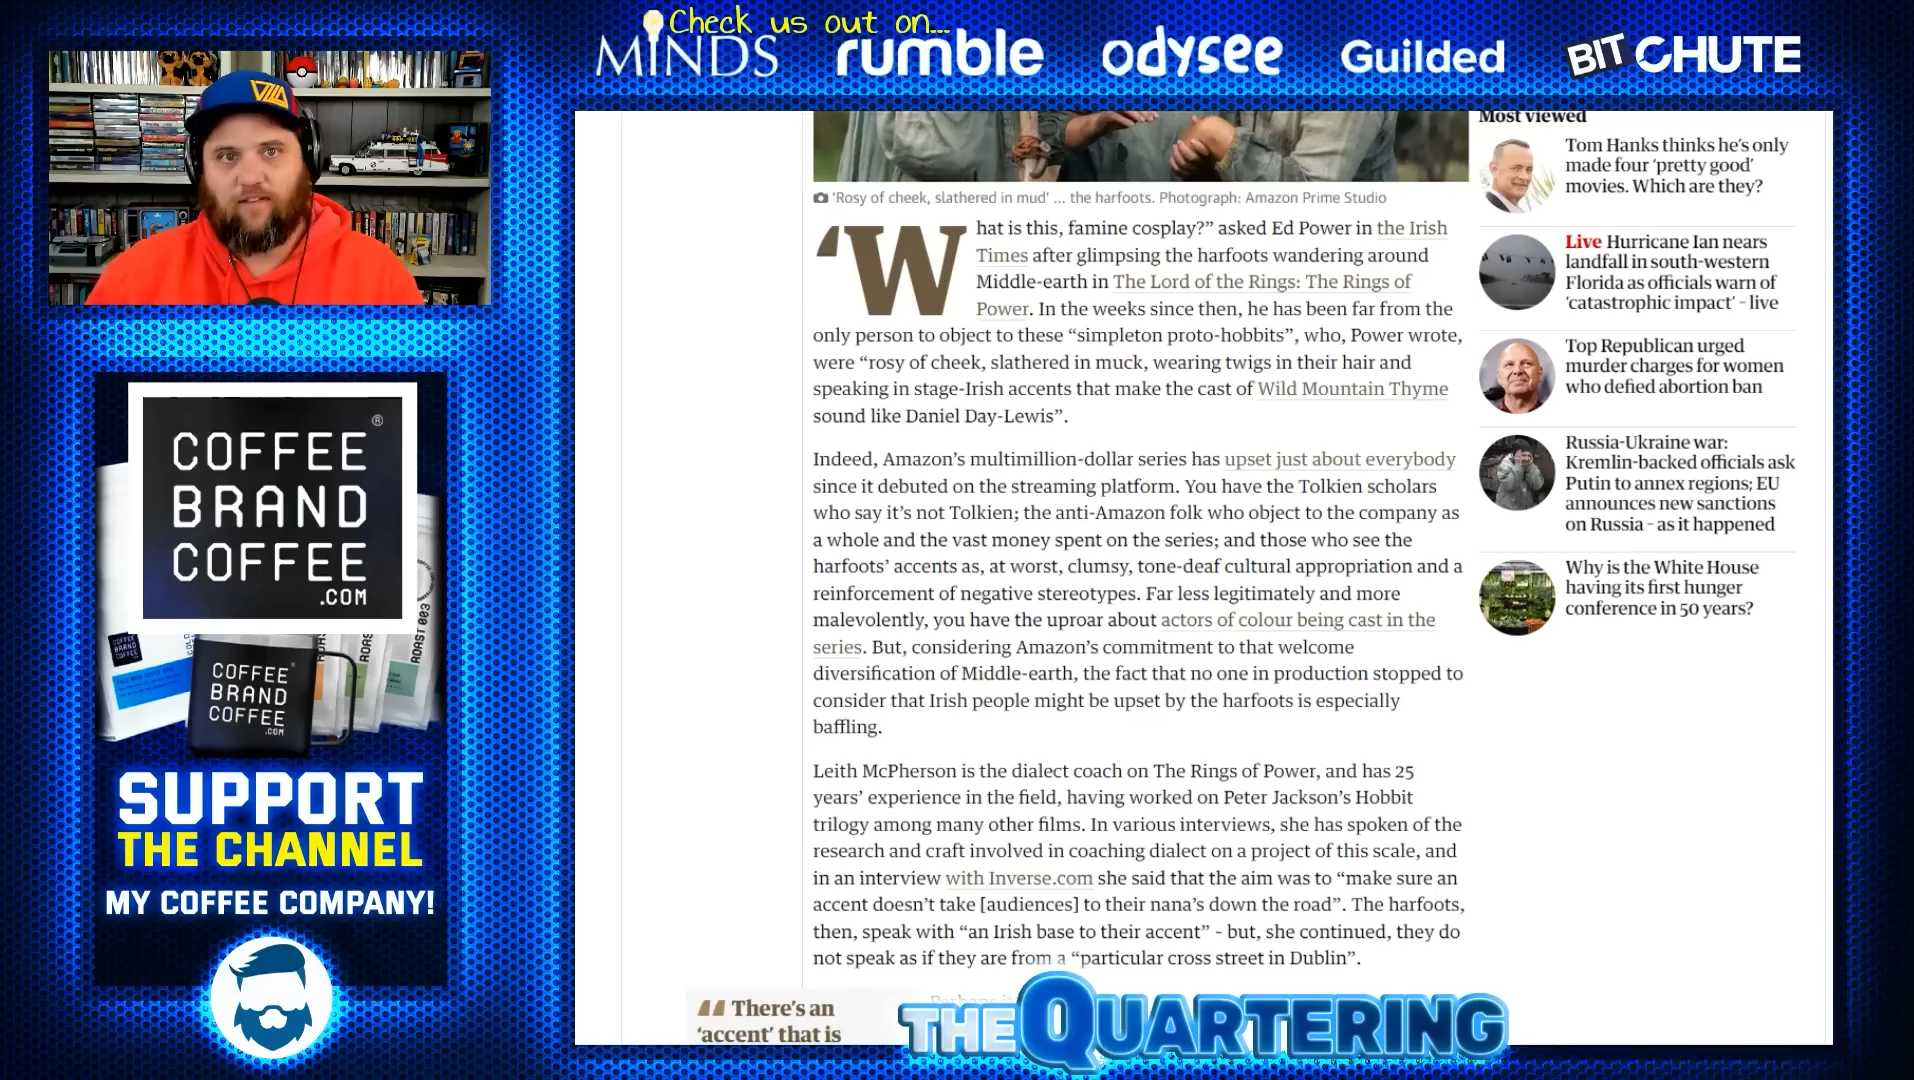 Check us out on...
MINDS
rumble
odysee
Guilded
BITCHUTE
COFFEE
BRAND
COFFEE
.COM
®
COFFEE
BRAND
COFFEE
.COM
ROAST 003
SUPPORT
THE CHANNEL
MY COFFEE COMPANY!
‘Rosy of cheek, slathered in mud’ ... the harfoots. Photograph: Amazon Prime Studio
‘What is this, famine cosplay?” asked Ed Power in the Irish
Times after glimpsing the harfoots wandering around
Middle-earth in The Lord of the Rings: The Rings of
Power. In the weeks since then, he has been far from the
only person to object to these “simpleton proto-hobbits”, who, Power wrote,
were “rosy of cheek, slathered in muck, wearing twigs in their hair and
speaking in stage-Irish accents that make the cast of Wild Mountain Thyme
sound like Daniel Day-Lewis”.
Indeed, Amazon’s multimillion-dollar series has upset just about everybody
since it debuted on the streaming platform. You have the Tolkien scholars
who say it’s not Tolkien; the anti-Amazon folk who object to the company as
a whole and the vast money spent on the series; and those who see the
harfoots’ accents as, at worst, clumsy, tone-deaf cultural appropriation and a
reinforcement of negative stereotypes. Far less legitimately and more
malevolently, you have the uproar about actors of colour being cast in the
series. But, considering Amazon’s commitment to that welcome
diversification of Middle-earth, the fact that no one in production stopped to
consider that Irish people might be upset by the harfoots is especially
baffling.
Leith McPherson is the dialect coach on The Rings of Power, and has 25
years’ experience in the field, having worked on Peter Jackson’s Hobbit
trilogy among many other films. In various interviews, she has spoken of the
research and craft involved in coaching dialect on a project of this scale, and
in an interview with Inverse.com she said that the aim was to “make sure an
accent doesn’t take [audiences] to their nana’s down the road”. The harfoots,
then, speak with “an Irish base to their accent” - but, she continued, they do
not speak as if they are from a “particular cross street in Dublin”.
“ There’s an
‘accent’ that is
THE QUARTERING
Most viewed
Tom Hanks thinks he’s only
made four ‘pretty good’
movies. Which are they?
Live Hurricane Ian nears
landfall in south-western
Florida as officials warn of
‘catastrophic impact’ - live
Top Republican urged
murder charges for women
who defied abortion ban
Russia-Ukraine war:
Kremlin-backed officials ask
Putin to annex regions; EU
announces new sanctions
on Russia - as it happened
Why is the White House
having its first hunger
conference in 50 years?